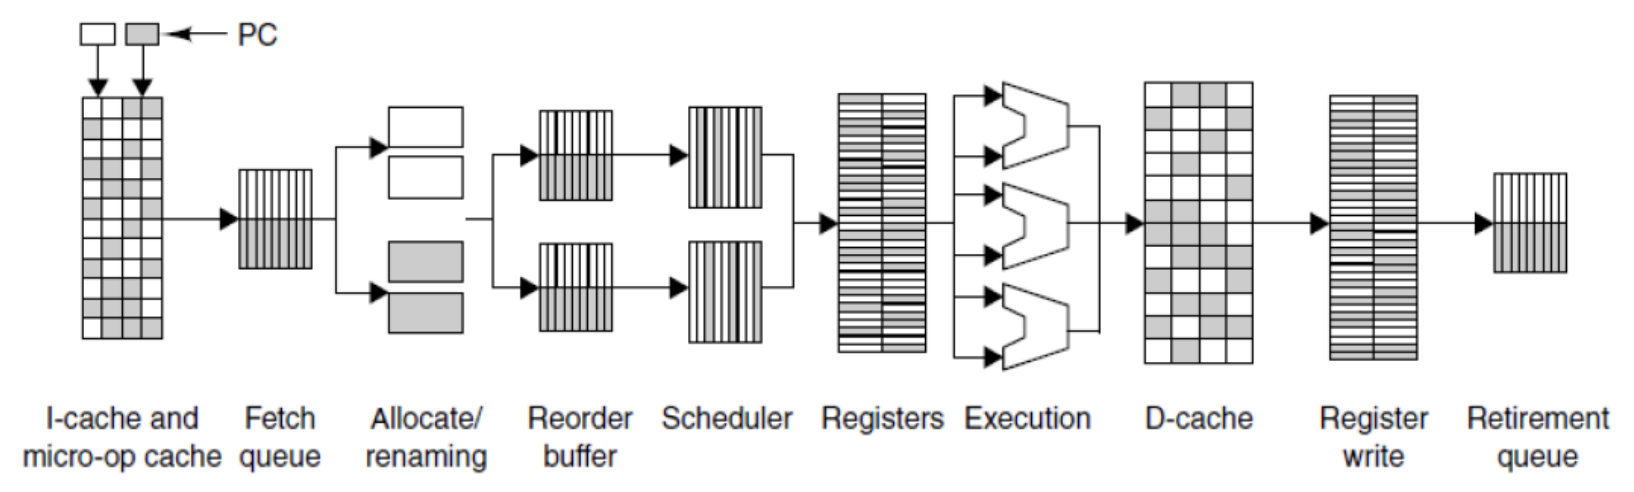 PC
I-cache and
micro-op cache
Fetch
queue
Allocate/
renaming
Reorder
buffer
Scheduler
Registers
Execution
D-cache
Register
write
Retirement
queue